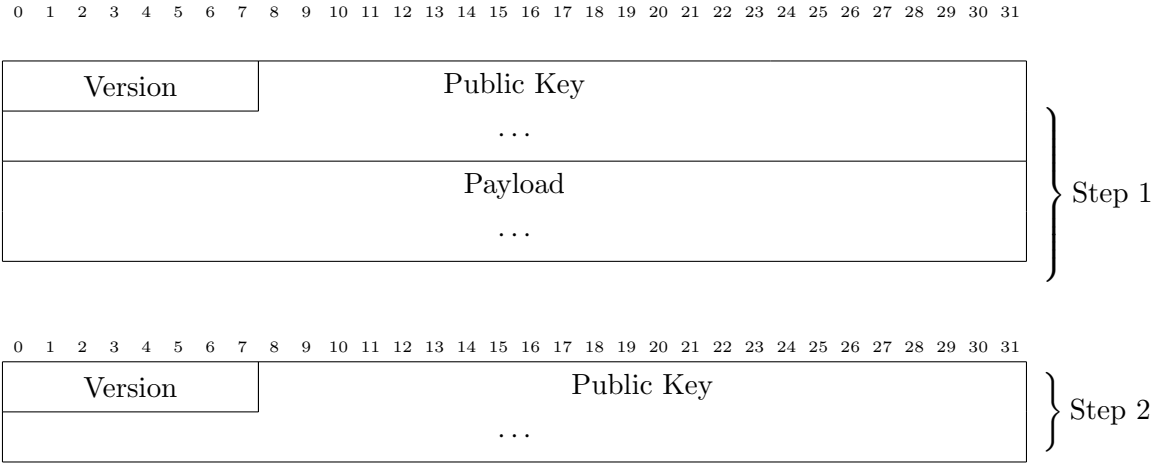 0 1 2 3 4 5 6 7 8 9 10 11 12 13 14 15 16 17 18 19 20 21 22 23 24 25 26 27 28 29 30 31
Version Public Key
...
Payload
...
Step 1
0 1 2 3 4 5 6 7 8 9 10 11 12 13 14 15 16 17 18 19 20 21 22 23 24 25 26 27 28 29 30 31
Version Public Key
...
Step 2